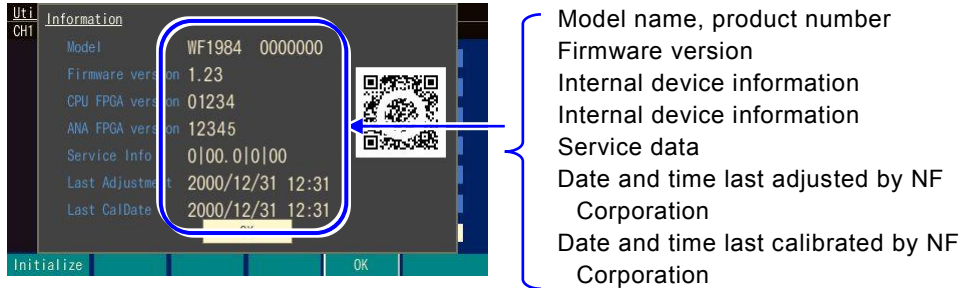 Uti
Information
CH1
Model WF1984 0000000
Firmware version 1.23
CPU FPGA version 01234
ANA FPGA version 12345
Service Info 0|00.0|0|00
Last Adjustment 2000/12/31 12:31
Last CalDate 2000/12/31 12:31
Initialize OK
Model name, product number
Firmware version
Internal device information
Internal device information
Service data
Date and time last adjusted by NF
Corporation
Date and time last calibrated by NF
Corporation